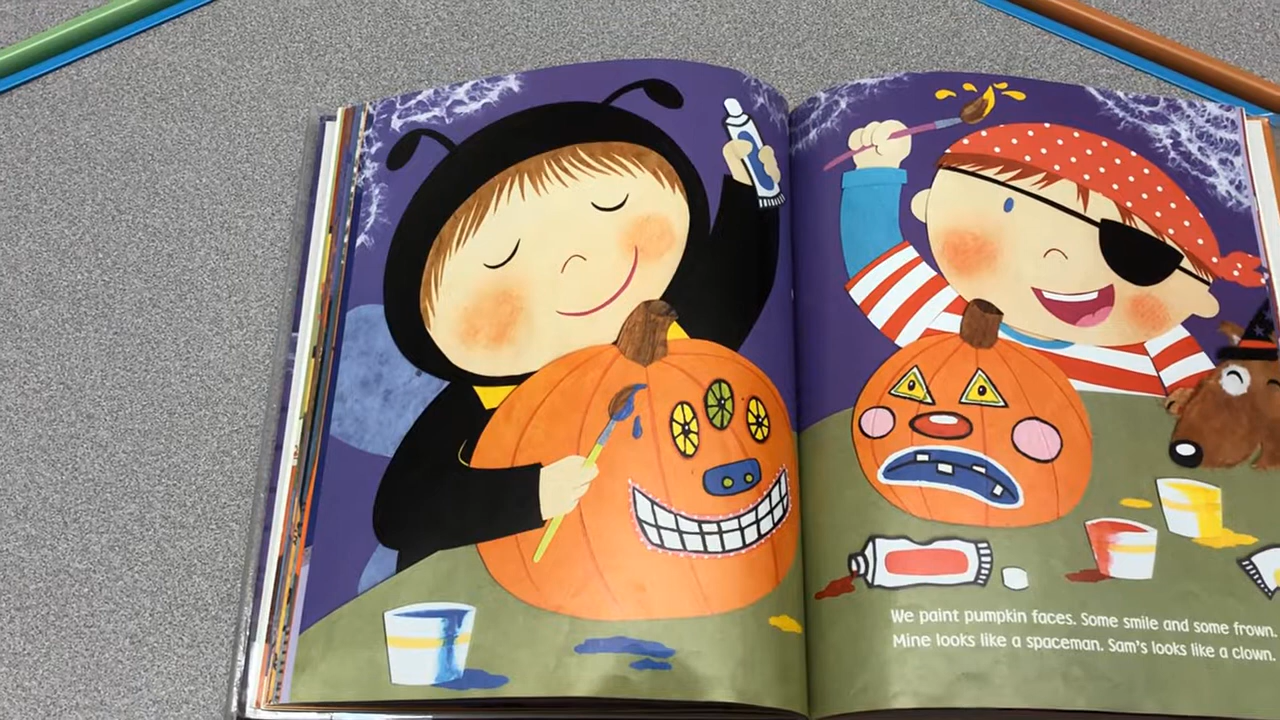 We paint pumpkin faces. Some smile and some frown.
Mine looks like a spaceman. Sam's looks like a clown.